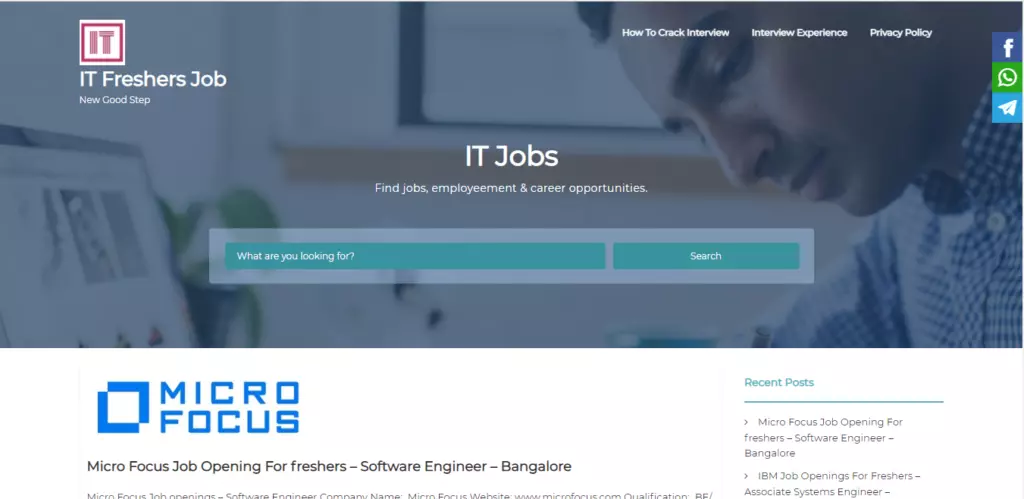 IT
IT Freshers Job
New Good Step
How To Crack Interview
Interview Experience
Privacy Policy
IT Jobs
Find jobs, employeement & career opportunities.
What are you looking for?
Search
MICRO
FOCUS
Micro Focus Job Opening For freshers – Software Engineer – Bangalore
Micro Focus Job openings – Software Engineer Company Name: Micro Focus Website: www.microfocus.com Qualification: BE/
Recent Posts
Micro Focus Job Opening For
freshers – Software Engineer –
Bangalore
IBM Job Openings For Freshers –
Associate Systems Engineer –